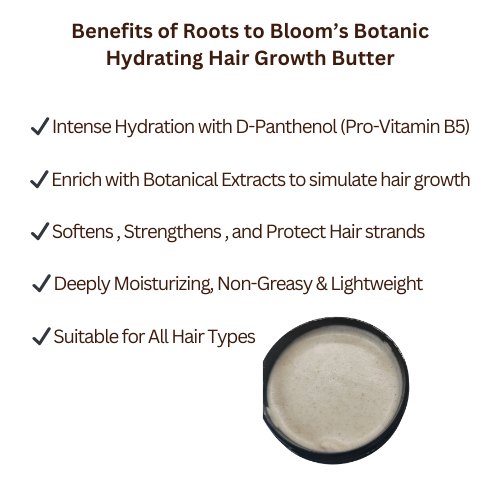 Benefits of Roots to Bloom’s Botanic
Hydrating Hair Growth Butter
Intense Hydration with D-Panthenol (Pro-Vitamin B5)
Enrich with Botanical Extracts to simulate hair growth
Softens , Strengthens , and Protect Hair strands
Deeply Moisturizing, Non-Greasy & Lightweight
Suitable for All Hair Types